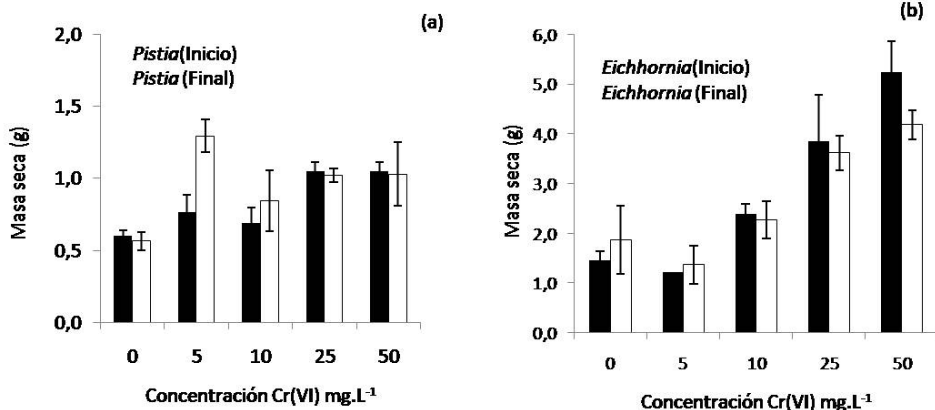 (a)
2,0
1,5
1,0
0,5
0,0
Masa seca (g)
Pistia(Inicio)
Pistia (Final)
0 5 10 25 50
Concentración Cr(VI) mg.L⁻¹
(b)
6,0
5,0
4,0
3,0
2,0
1,0
0,0
Masa seca (g)
Eichhornia(Inicio)
Eichhornia (Final)
0 5 10 25 50
Concentración Cr(VI) mg.L⁻¹